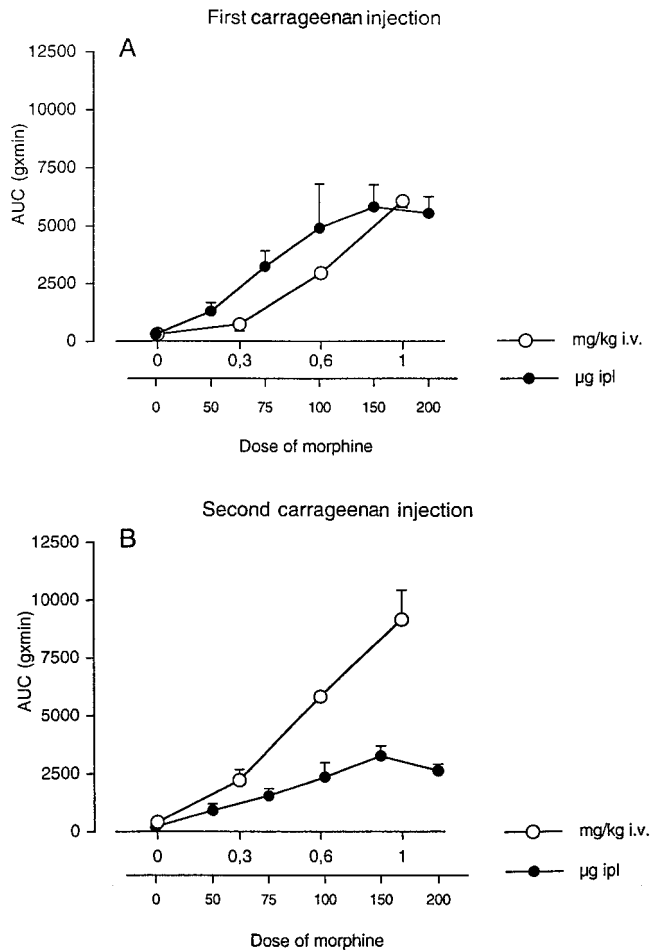 First carrageenan injection
A
12500
10000
7500
5000
2500
0
AUC (gxmin)
0 0,3 0,6 1
0 50 75 100 150 200
Dose of morphine
mg/kg i.v.
µg ipl
Second carrageenan injection
B
12500
10000
7500
5000
2500
0
AUC (gxmin)
0 0,3 0,6 1
0 50 75 100 150 200
Dose of morphine
mg/kg i.v.
µg ipl